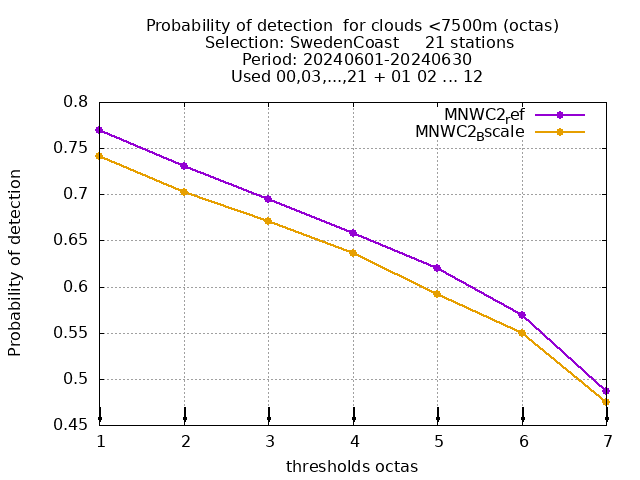 Probability of detection  for clouds <7500m (octas)
Selection: SwedenCoast     21 stations
Period: 20240601-20240630
Used 00,03,...,21 + 01 02 ... 12
MNWC2ref
MNWC2Bscale
0.8
0.75
0.7
0.65
0.6
0.55
0.5
0.45
Probability of detection
1 2 3 4 5 6 7
thresholds octas